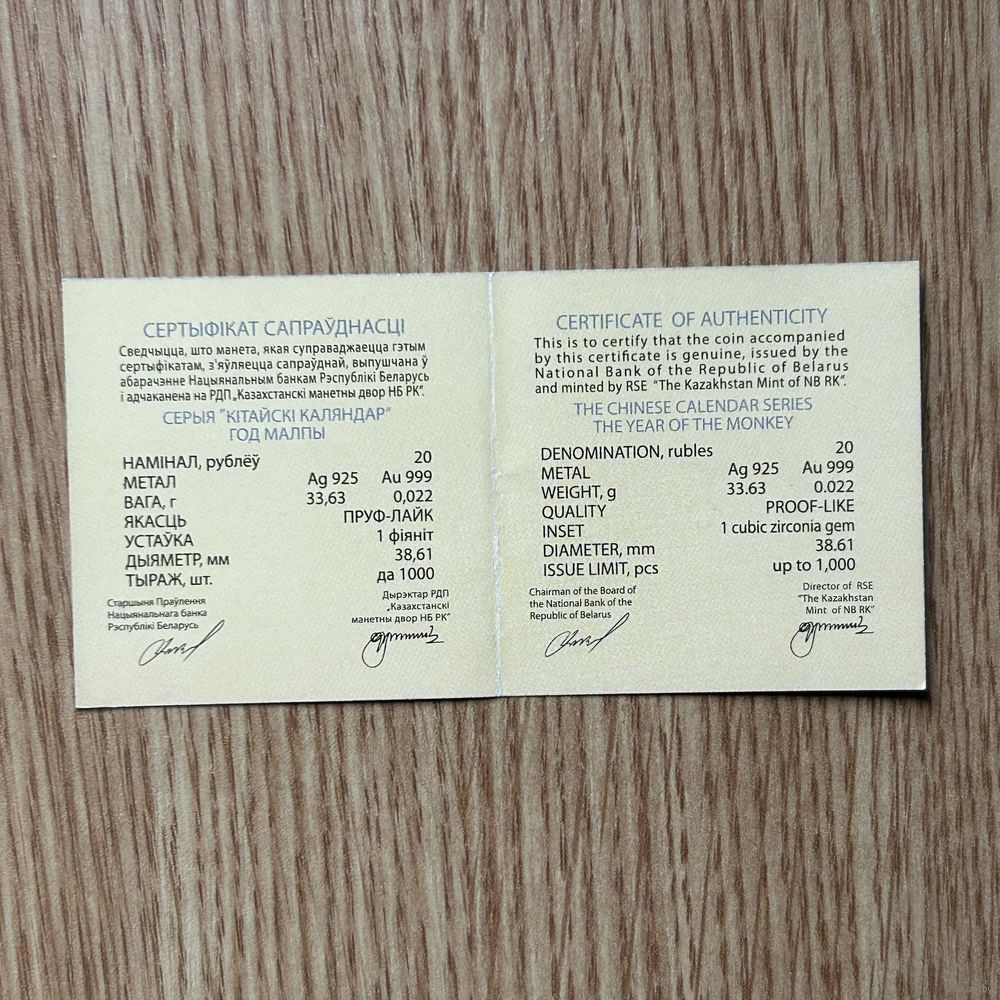 СЕРТЫФІКАТ САПРАЎДНАСЦІ
Сведчыцца, што манета, якая суправаджаецца гэтым
сертыфікатам, з'яўляецца сапраўднай, выпушчана ў
абарачэнне Нацыянальным банкам Рэспублікі Беларусь
і адчаканена на РДП „Казахстанскі манетны двор НБ РК".
СЕРЫЯ "КІТАЙСКІ КАЛЯНДАР"
ГОД МАЛПЫ
НАМІНАЛ, рублёў 20
МЕТАЛ Ag 925 Au 999
ВАГА, г 33,63 0,022
ЯКАСЦЬ ПРУФ-ЛАЙК
УСТАЎКА 1 фіяніт
ДЫЯМЕТР, мм 38,61
ТЫРАЖ, шт. да 1000
Старшыня Праўлення
Нацыянальнага банка
Рэспублікі Беларусь
Дырэктар РДП
„Казахстанскі
манетны двор НБ РК"
CERTIFICATE OF AUTHENTICITY
This is to certify that the coin accompanied
by this certificate is genuine, issued by the
National Bank of the Republic of Belarus
and minted by RSE "The Kazakhstan Mint of NB RK".
THE CHINESE CALENDAR SERIES
THE YEAR OF THE MONKEY
DENOMINATION, rubles 20
METAL Ag 925 Au 999
WEIGHT, g 33.63 0.022
QUALITY PROOF-LIKE
INSET 1 cubic zirconia gem
DIAMETER, mm 38.61
ISSUE LIMIT, pcs up to 1,000
Chairman of the Board of
the National Bank of the
Republic of Belarus
Director of RSE
"The Kazakhstan
Mint of NB RK"